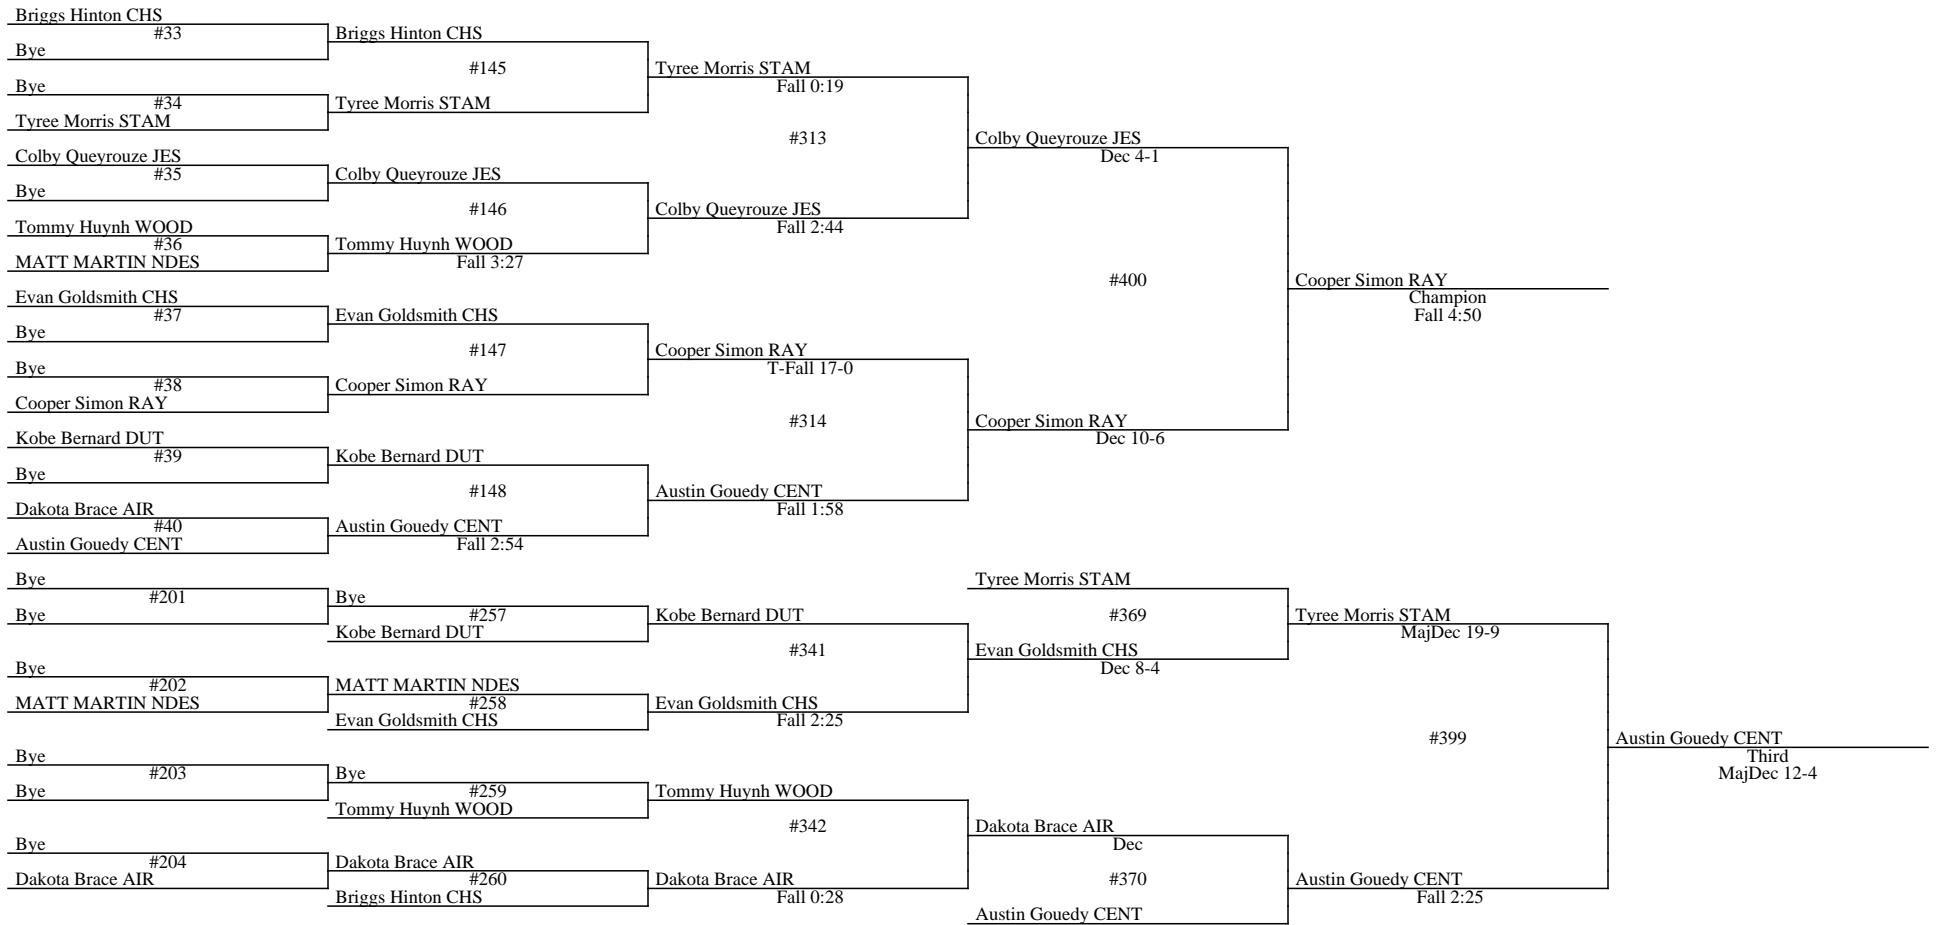 Briggs Hinton CHS
#33
Bye
Bye
#34
Tyree Morris STAM
Colby Queyrouze JES
#35
Bye
Tommy Huynh WOOD
#36
MATT MARTIN NDES
Evan Goldsmith CHS
#37
Bye
Bye
#38
Cooper Simon RAY
Kobe Bernard DUT
#39
Bye
Dakota Brace AIR
#40
Austin Gouedy CENT
Briggs Hinton CHS
#145
Tyree Morris STAM
Colby Queyrouze JES
#146
Tommy Huynh WOOD
Fall 3:27
Evan Goldsmith CHS
#147
Cooper Simon RAY
Kobe Bernard DUT
#148
Austin Gouedy CENT
Fall 2:54
Tyree Morris STAM
Fall 0:19
#313
Colby Queyrouze JES
Fall 2:44
Cooper Simon RAY
T-Fall 17-0
#314
Austin Gouedy CENT
Fall 1:58
Colby Queyrouze JES
Dec 4-1
#400
Cooper Simon RAY
Dec 10-6
Cooper Simon RAY
Champion
Fall 4:50
Bye
#201
Bye
Bye
#202
MATT MARTIN NDES
Bye
#203
Bye
Bye
#204
Dakota Brace AIR
Bye
#257
Kobe Bernard DUT
MATT MARTIN NDES
#258
Evan Goldsmith CHS
Bye
#259
Tommy Huynh WOOD
Dakota Brace AIR
#260
Briggs Hinton CHS
Kobe Bernard DUT
#341
Evan Goldsmith CHS
Fall 2:25
Tommy Huynh WOOD
#342
Dakota Brace AIR
Fall 0:28
Tyree Morris STAM
#369
Evan Goldsmith CHS
Dec 8-4
Dakota Brace AIR
Dec
#370
Austin Gouedy CENT
Tyree Morris STAM
MajDec 19-9
#399
Austin Gouedy CENT
Fall 2:25
Austin Gouedy CENT
Third
MajDec 12-4